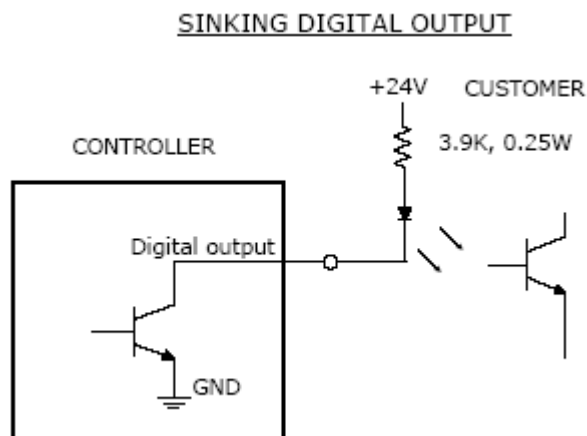 SINKING DIGITAL OUTPUT
+24V CUSTOMER
3.9K, 0.25W
CONTROLLER
Digital output
GND